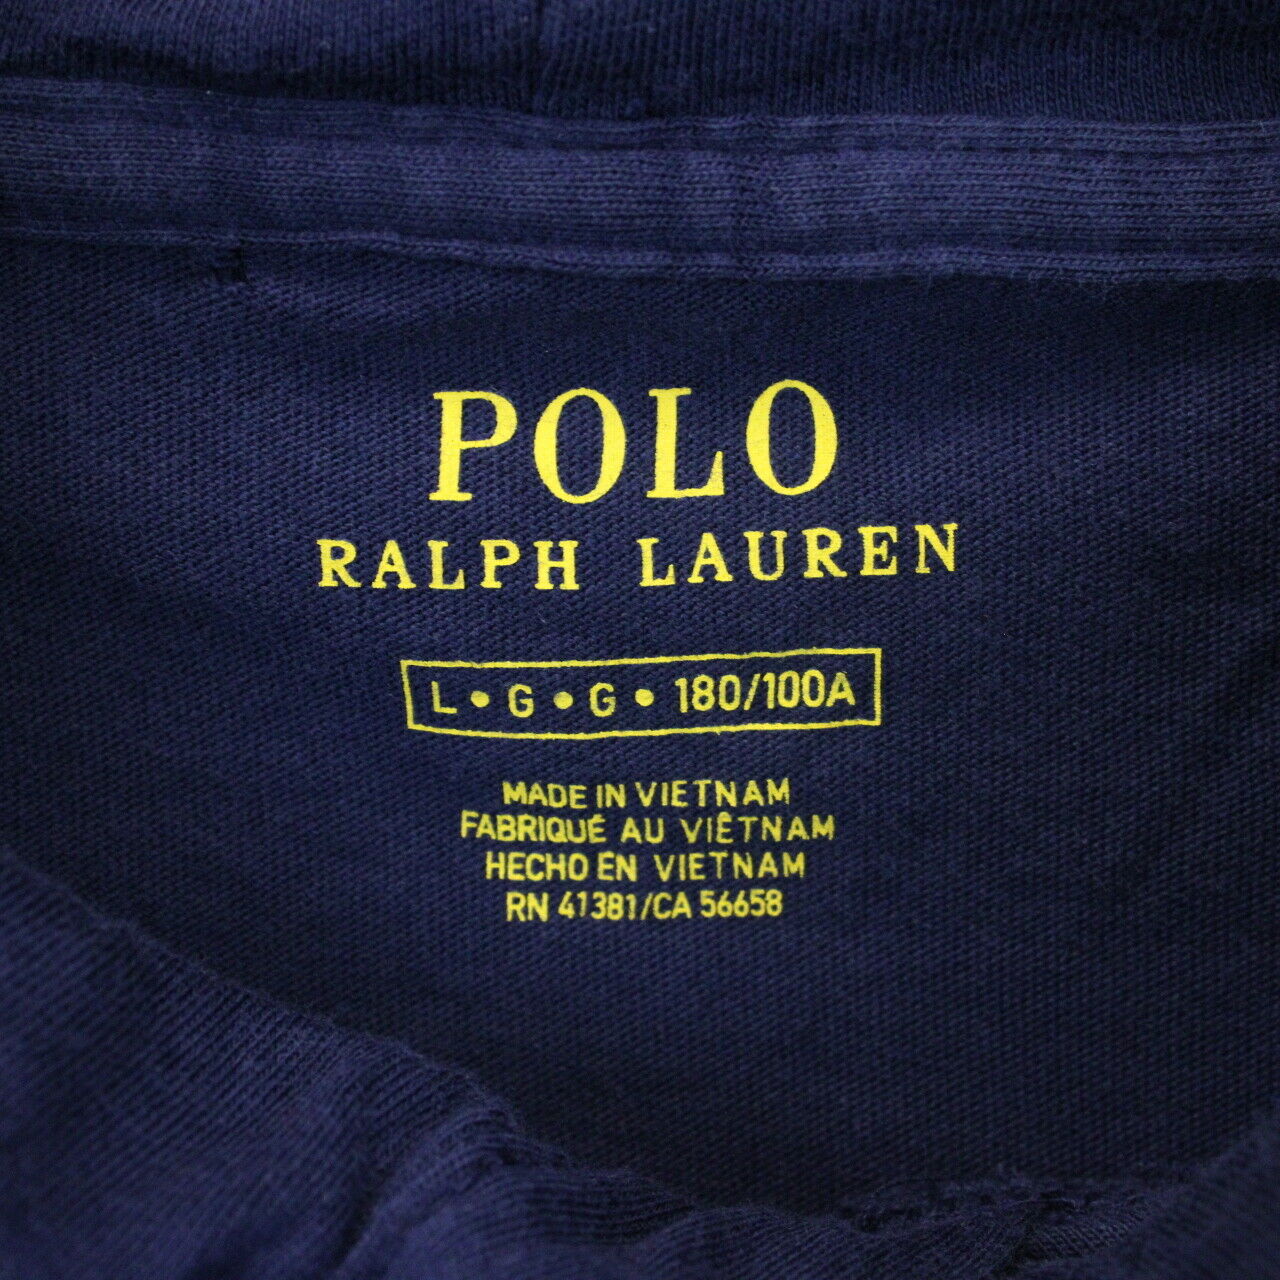 POLO
RALPH LAUREN
L • G • G • 180/100A
MADE IN VIETNAM
FABRIQUÉ AU VIÊTNAM
HECHO EN VIETNAM
RN 41381/CA 56658